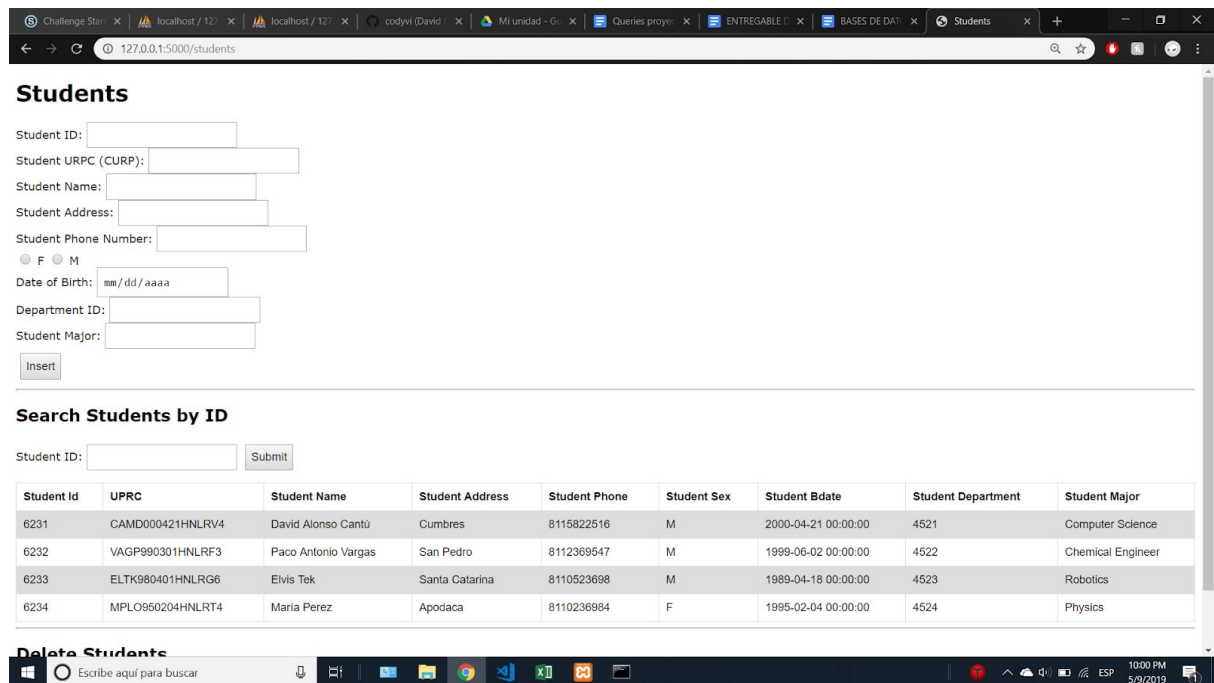 Challenge Star
localhost / 127
localhost / 127
codyvi (David
Mi unidad - Go
Queries proyec
ENTREGABLE D
BASES DE DAT
Students
127.0.0.1:5000/students
Students
Student ID:
Student URPC (CURP):
Student Name:
Student Address:
Student Phone Number:
F M
Date of Birth: mm/dd/aaaa
Department ID:
Student Major:
Insert
Search Students by ID
Student ID: Submit
Student Id UPRC Student Name Student Address Student Phone Student Sex Student Bdate Student Department Student Major
6231 CAMD000421HNLRV4 David Alonso Cantú Cumbres 8115822516 M 2000-04-21 00:00:00 4521 Computer Science
6232 VAGP990301HNLRF3 Paco Antonio Vargas San Pedro 8112369547 M 1999-06-02 00:00:00 4522 Chemical Engineer
6233 ELTK980401HNLRG6 Elvis Tek Santa Catarina 8110523698 M 1989-04-18 00:00:00 4523 Robotics
6234 MPLO950204HNLRT4 María Perez Apodaca 8110236984 F 1995-02-04 00:00:00 4524 Physics
Delete Students
Escribe aquí para buscar
ESP
10:00 PM
5/9/2019